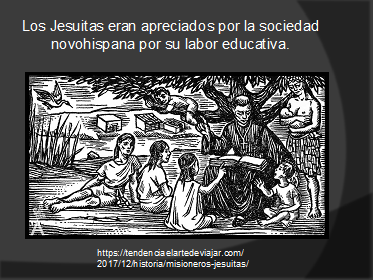 Los Jesuitas eran apreciados por la sociedad
novohispana por su labor educativa.
https://tendenciaelartedeviajar.com/
2017/12/historia/misioneros-jesuitas/